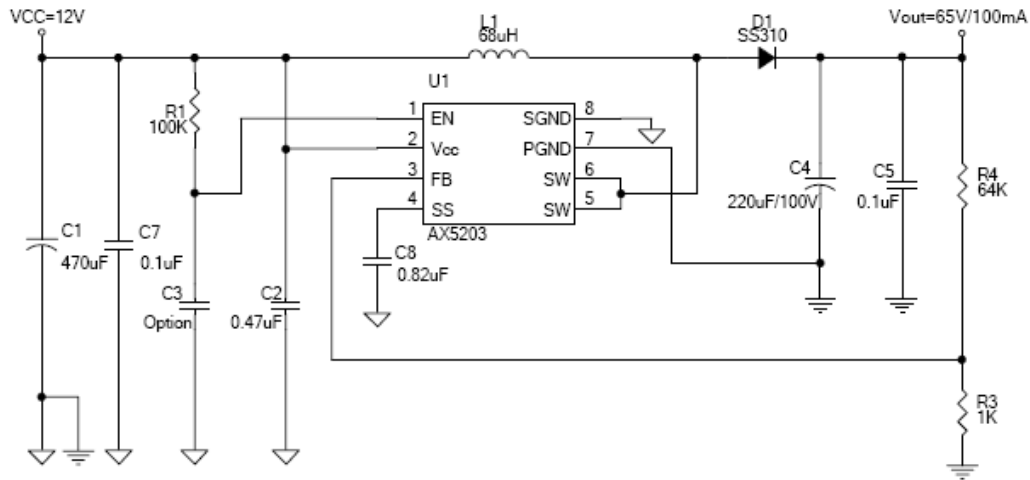 VCC=12V
L1
68uH
D1
SS310
Vout=65V/100mA
U1
R1
100K
1
EN
SGND
8
2
Vcc
PGND
7
3
FB
SW
6
4
SS
SW
5
AX5203
C4
220uF/100V
C5
0.1uF
R4
64K
C1
470uF
C7
0.1uF
C8
0.82uF
C3
Option
C2
0.47uF
R3
1K